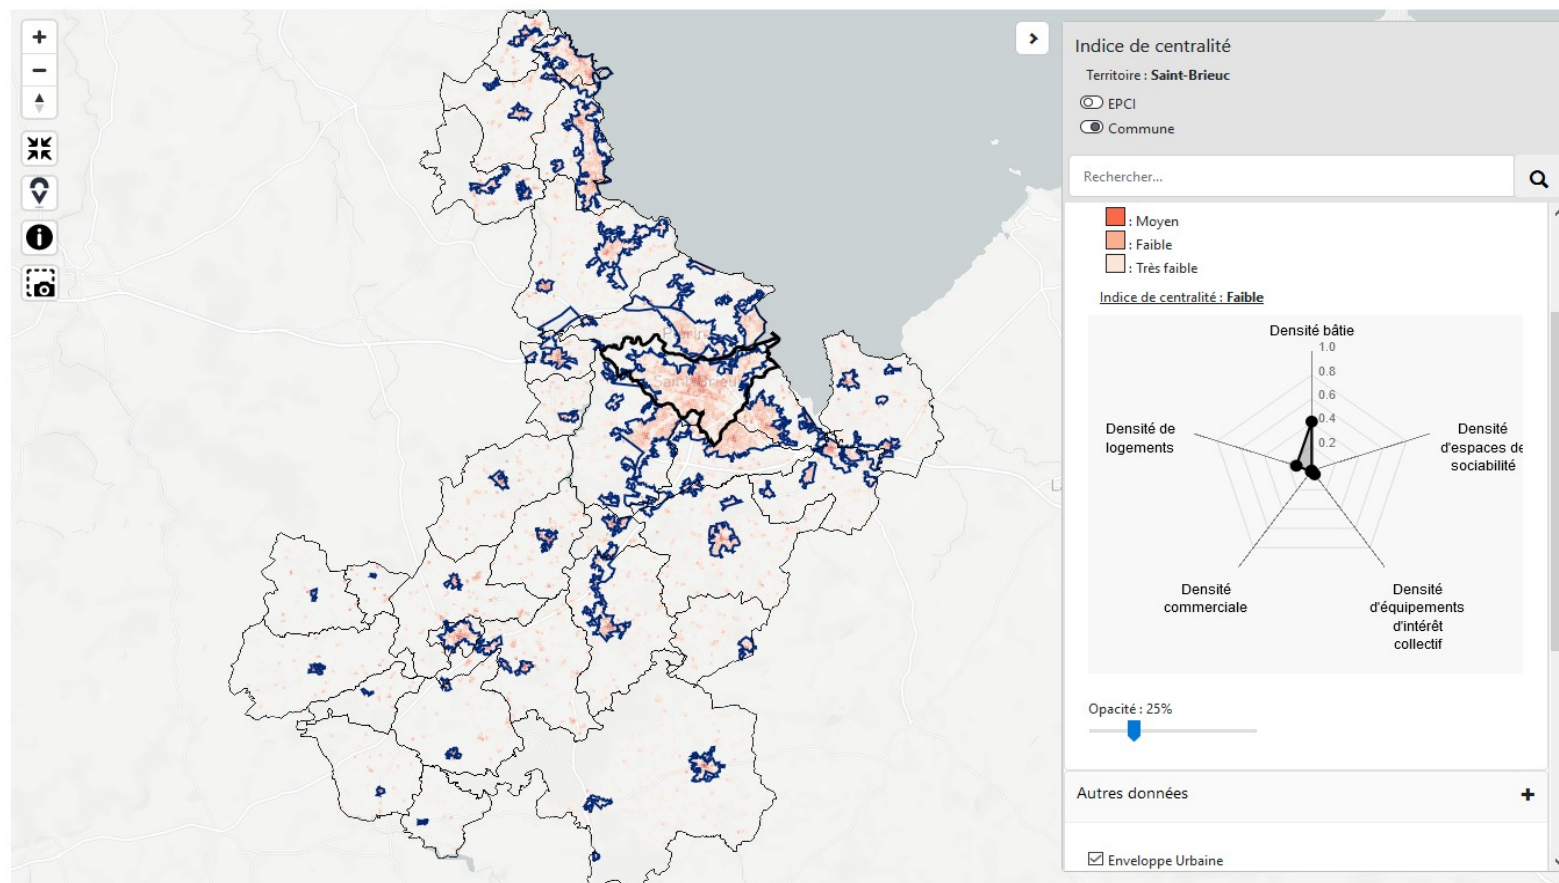 Indice de centralité
Territoire : Saint-Brieuc
EPCI
Commune
Rechercher...
: Moyen
: Faible
: Très faible
Indice de centralité : Faible
Densité bâtie
1.0
0.8
0.6
0.4
0.2
Densité de
logements
Densité
d'espaces de
sociabilité
Densité
commerciale
Densité
d'équipements
d'intérêt
collectif
Opacité : 25%
Autres données
Enveloppe Urbaine
Saint-Brieuc